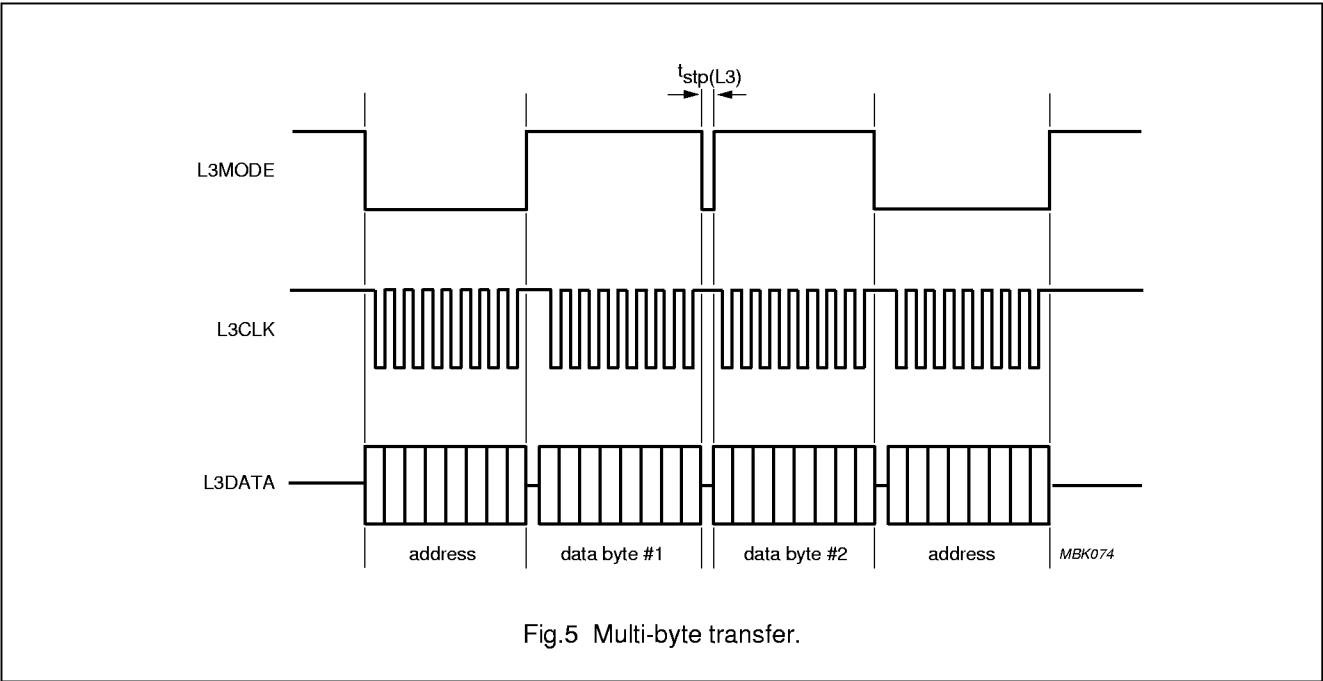 tstp(L3)
L3MODE
L3CLK
L3DATA
address data byte #1 data byte #2 address MBK074
Fig.5 Multi-byte transfer.